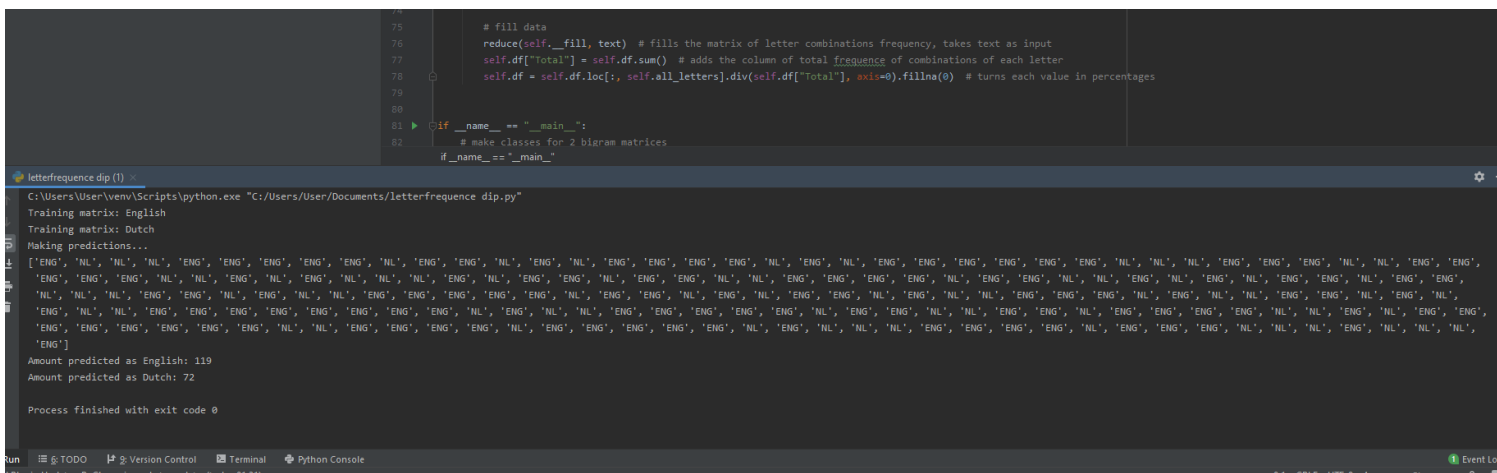 74
75 # fill data
76 reduce(self.__fill, text) # fills the matrix of letter combinations frequency, takes text as input
77 self.df["Total"] = self.df.sum() # adds the column of total frequence of combinations of each letter
78 self.df = self.df.loc[:, self.all_letters].div(self.df["Total"], axis=0).fillna(0) # turns each value in percentages
79
80
81 if __name__ == "__main__":
82 # make classes for 2 bigram matrices
if __name__ == "__main__"
letterfrequence dip (1)
C:\Users\User\venv\Scripts\python.exe "C:/Users/User/Documents/letterfrequence dip.py"
Training matrix: English
Training matrix: Dutch
Making predictions...
['ENG', 'NL', 'NL', 'NL', 'ENG', 'ENG', 'ENG', 'ENG', 'ENG', 'NL', 'ENG', 'ENG', 'NL', 'ENG', 'NL', 'ENG', 'ENG', 'ENG', 'ENG', 'NL', 'ENG', 'NL', 'ENG', 'ENG', 'ENG', 'ENG', 'ENG', 'ENG', 'NL', 'NL', 'NL', 'ENG', 'ENG', 'ENG', 'NL', 'NL', 'ENG', 'ENG',
'ENG', 'ENG', 'ENG', 'NL', 'NL', 'ENG', 'NL', 'ENG', 'NL', 'NL', 'NL', 'ENG', 'NL', 'ENG', 'ENG', 'NL', 'ENG', 'ENG', 'NL', 'NL', 'ENG', 'ENG', 'ENG', 'ENG', 'NL', 'ENG', 'ENG', 'NL', 'NL', 'ENG', 'NL', 'ENG', 'NL', 'ENG', 'ENG', 'NL', 'ENG', 'ENG',
'NL', 'NL', 'NL', 'ENG', 'ENG', 'NL', 'ENG', 'NL', 'NL', 'ENG', 'ENG', 'ENG', 'ENG', 'ENG', 'NL', 'ENG', 'ENG', 'NL', 'ENG', 'ENG', 'ENG', 'ENG', 'NL', 'ENG', 'NL', 'ENG', 'ENG', 'ENG', 'NL', 'ENG', 'NL', 'NL', 'ENG', 'ENG', 'NL', 'ENG', 'NL',
'ENG', 'NL', 'NL', 'ENG', 'ENG', 'ENG', 'ENG', 'ENG', 'ENG', 'ENG', 'ENG', 'NL', 'ENG', 'NL', 'NL', 'ENG', 'ENG', 'ENG', 'ENG', 'ENG', 'NL', 'ENG', 'ENG', 'NL', 'NL', 'ENG', 'ENG', 'ENG', 'NL', 'ENG', 'ENG', 'ENG', 'NL', 'NL', 'ENG', 'ENG', 'ENG',
'ENG', 'ENG', 'ENG', 'ENG', 'ENG', 'ENG', 'NL', 'NL', 'ENG', 'ENG', 'ENG', 'ENG', 'NL', 'ENG', 'ENG', 'ENG', 'ENG', 'ENG', 'NL', 'ENG', 'NL', 'NL', 'NL', 'ENG', 'ENG', 'ENG', 'ENG', 'NL', 'ENG', 'ENG', 'ENG', 'NL', 'NL', 'NL', 'ENG', 'NL', 'NL', 'NL',
'ENG']
Amount predicted as English: 119
Amount predicted as Dutch: 72
Process finished with exit code 0
Run 6: TODO 9: Version Control Terminal Python Console 1 Event Lo